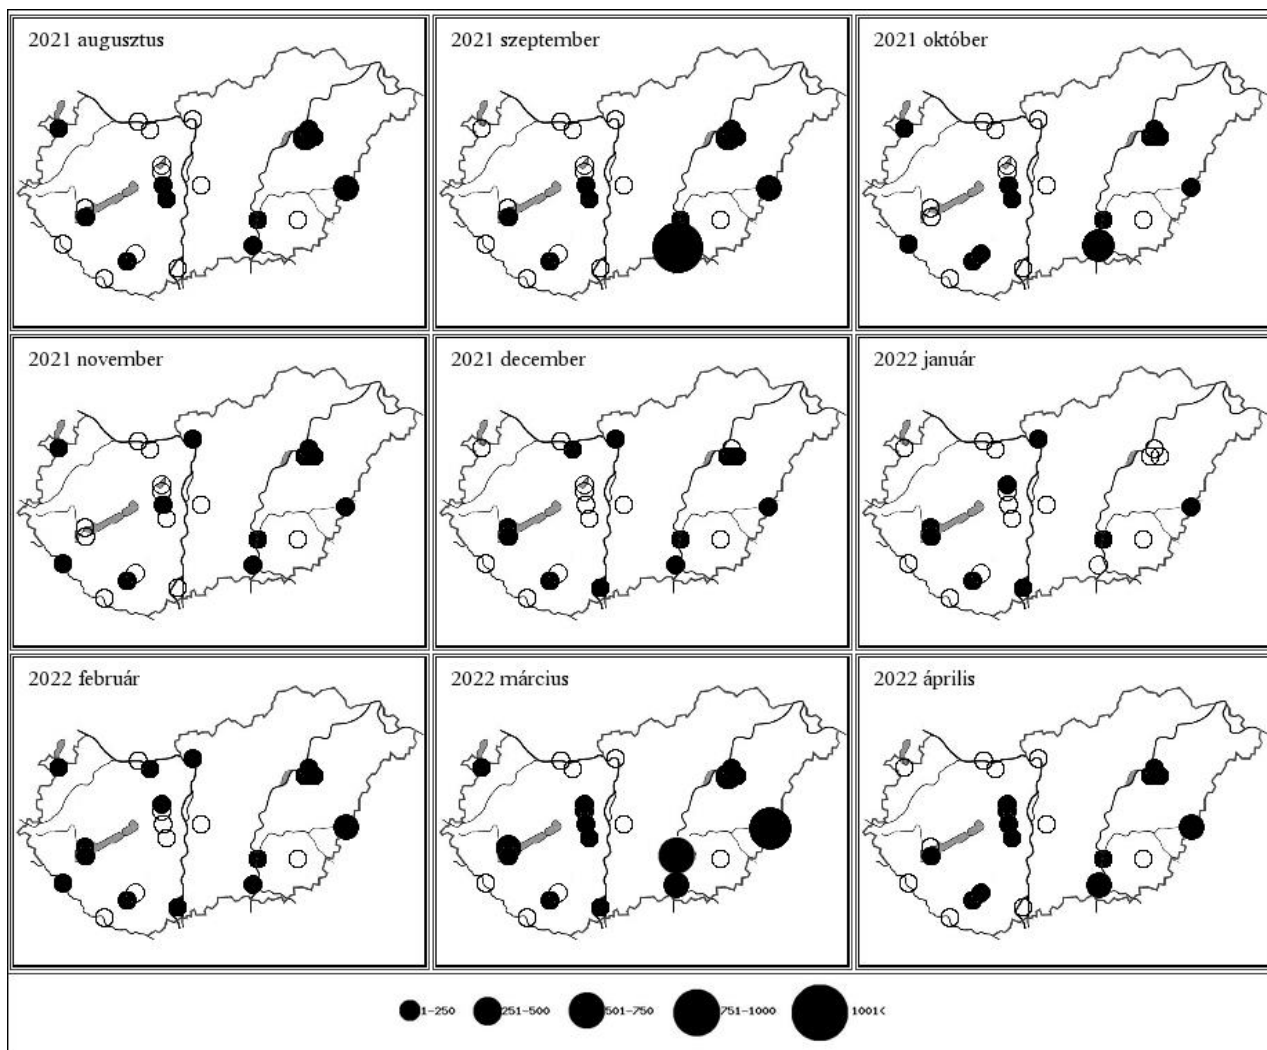 2021 augusztus
2021 szeptember
2021 október
2021 november
2021 december
2022 január
2022 február
2022 március
2022 április
1-250
251-500
501-750
751-1000
1001<